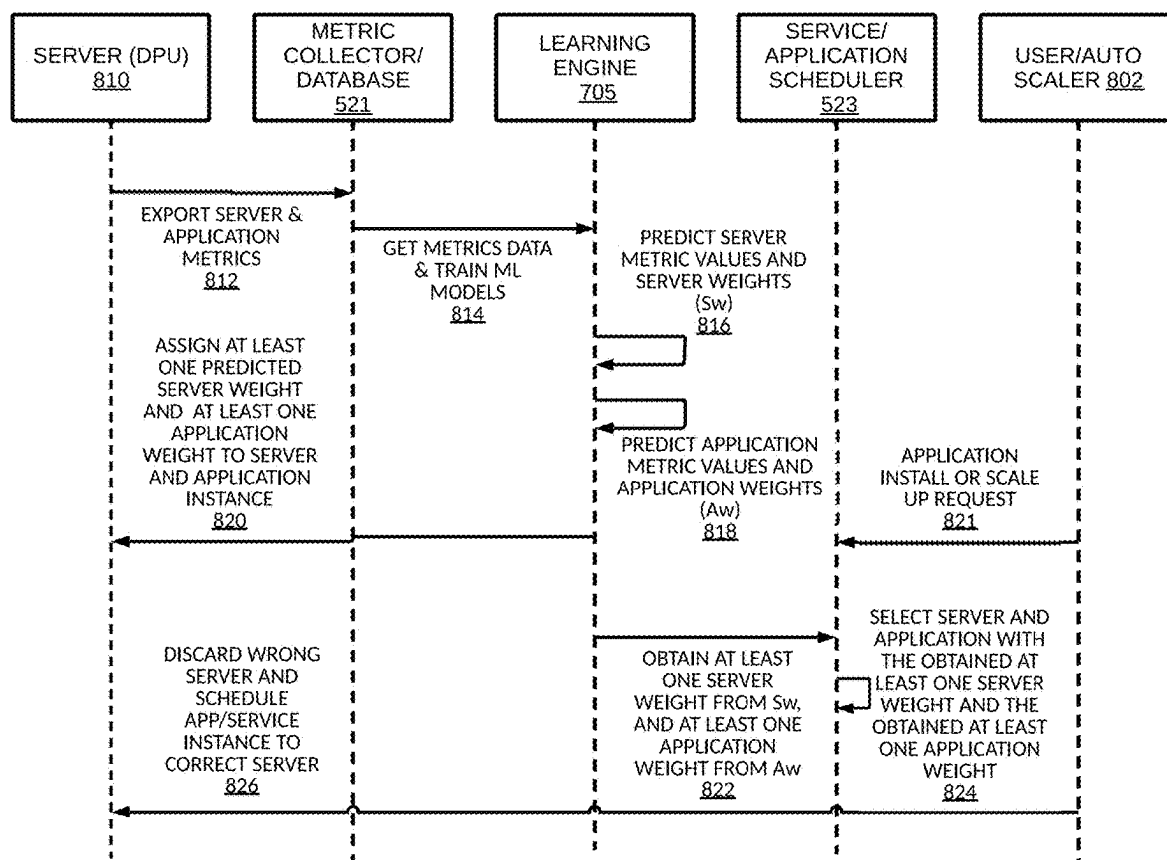 SERVER (DPU)
810
METRIC
COLLECTOR/
DATABASE
521
LEARNING
ENGINE
705
SERVICE/
APPLICATION
SCHEDULER
523
USER/AUTO
SCALER 802
EXPORT SERVER &
APPLICATION
METRICS
812
GET METRICS DATA
& TRAIN ML
MODELS
814
PREDICT SERVER
METRIC VALUES AND
SERVER WEIGHTS
(Sw)
816
ASSIGN AT LEAST
ONE PREDICTED
SERVER WEIGHT
AND AT LEAST ONE
APPLICATION
WEIGHT TO SERVER
AND APPLICATION
INSTANCE
820
PREDICT APPLICATION
METRIC VALUES AND
APPLICATION WEIGHTS
(Aw)
818
APPLICATION
INSTALL OR SCALE
UP REQUEST
821
DISCARD WRONG
SERVER AND
SCHEDULE
APP/SERVICE
INSTANCE TO
CORRECT SERVER
826
OBTAIN AT LEAST
ONE SERVER
WEIGHT FROM Sw,
AND AT LEAST ONE
APPLICATION
WEIGHT FROM Aw
822
SELECT SERVER AND
APPLICATION WITH
THE OBTAINED AT
LEAST ONE SERVER
WEIGHT AND THE
OBTAINED AT LEAST
ONE APPLICATION
WEIGHT
824